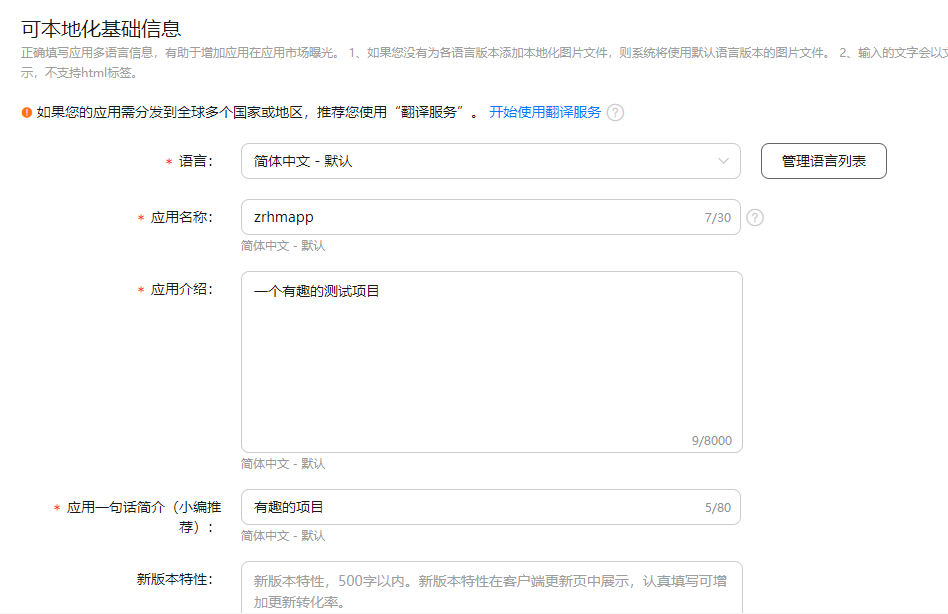 可本地化基础信息
正确填写应用多语言信息，有助于增加应用在应用市场曝光。 1、如果您没有为各语言版本添加本地化图片文件，则系统将使用默认语言版本的图片文件。 2、输入的文字会以文
示，不支持html标签。
如果您的应用需分发到全球多个国家或地区，推荐您使用“翻译服务”。 开始使用翻译服务 ?
* 语言： 简体中文 - 默认 管理语言列表
* 应用名称： zrhmapp 7/30 ?
简体中文 - 默认
* 应用介绍： 一个有趣的测试项目
9/8000
简体中文 - 默认
* 应用一句话简介（小编推 有趣的项目 5/80
荐）：
简体中文 - 默认
新版本特性： 新版本特性，500字以内。新版本特性在客户端更新页中展示，认真填写可增
加更新转化率。